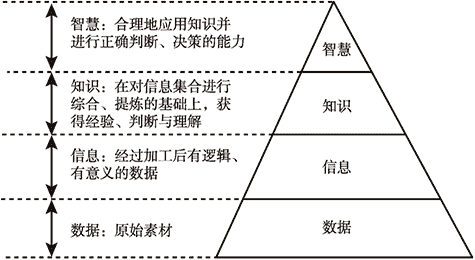 智慧：合理地应用知识并
进行正确判断、决策的能力
智慧
知识：在对信息集合进行
综合、提炼的基础上，获
得经验、判断与理解
知识
信息：经过加工后有逻辑、
有意义的数据
信息
数据：原始素材
数据